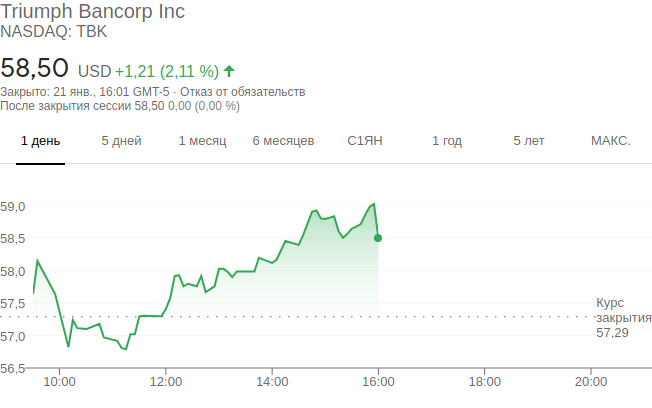 Triumph Bancorp Inc
NASDAQ: TBK
58,50 USD +1,21 (2,11 %)
Закрыто: 21 янв., 16:01 GMT-5 · Отказ от обязательств
После закрытия сессии 58,50 0,00 (0,00 %)
1 день 5 дней 1 месяц 6 месяцев С1ЯН 1 год 5 лет МАКС.
59,0
58,5
58,0
57,5
57,0
56,5
Курс
закрытия
57,29
10:00 12:00 14:00 16:00 18:00 20:00